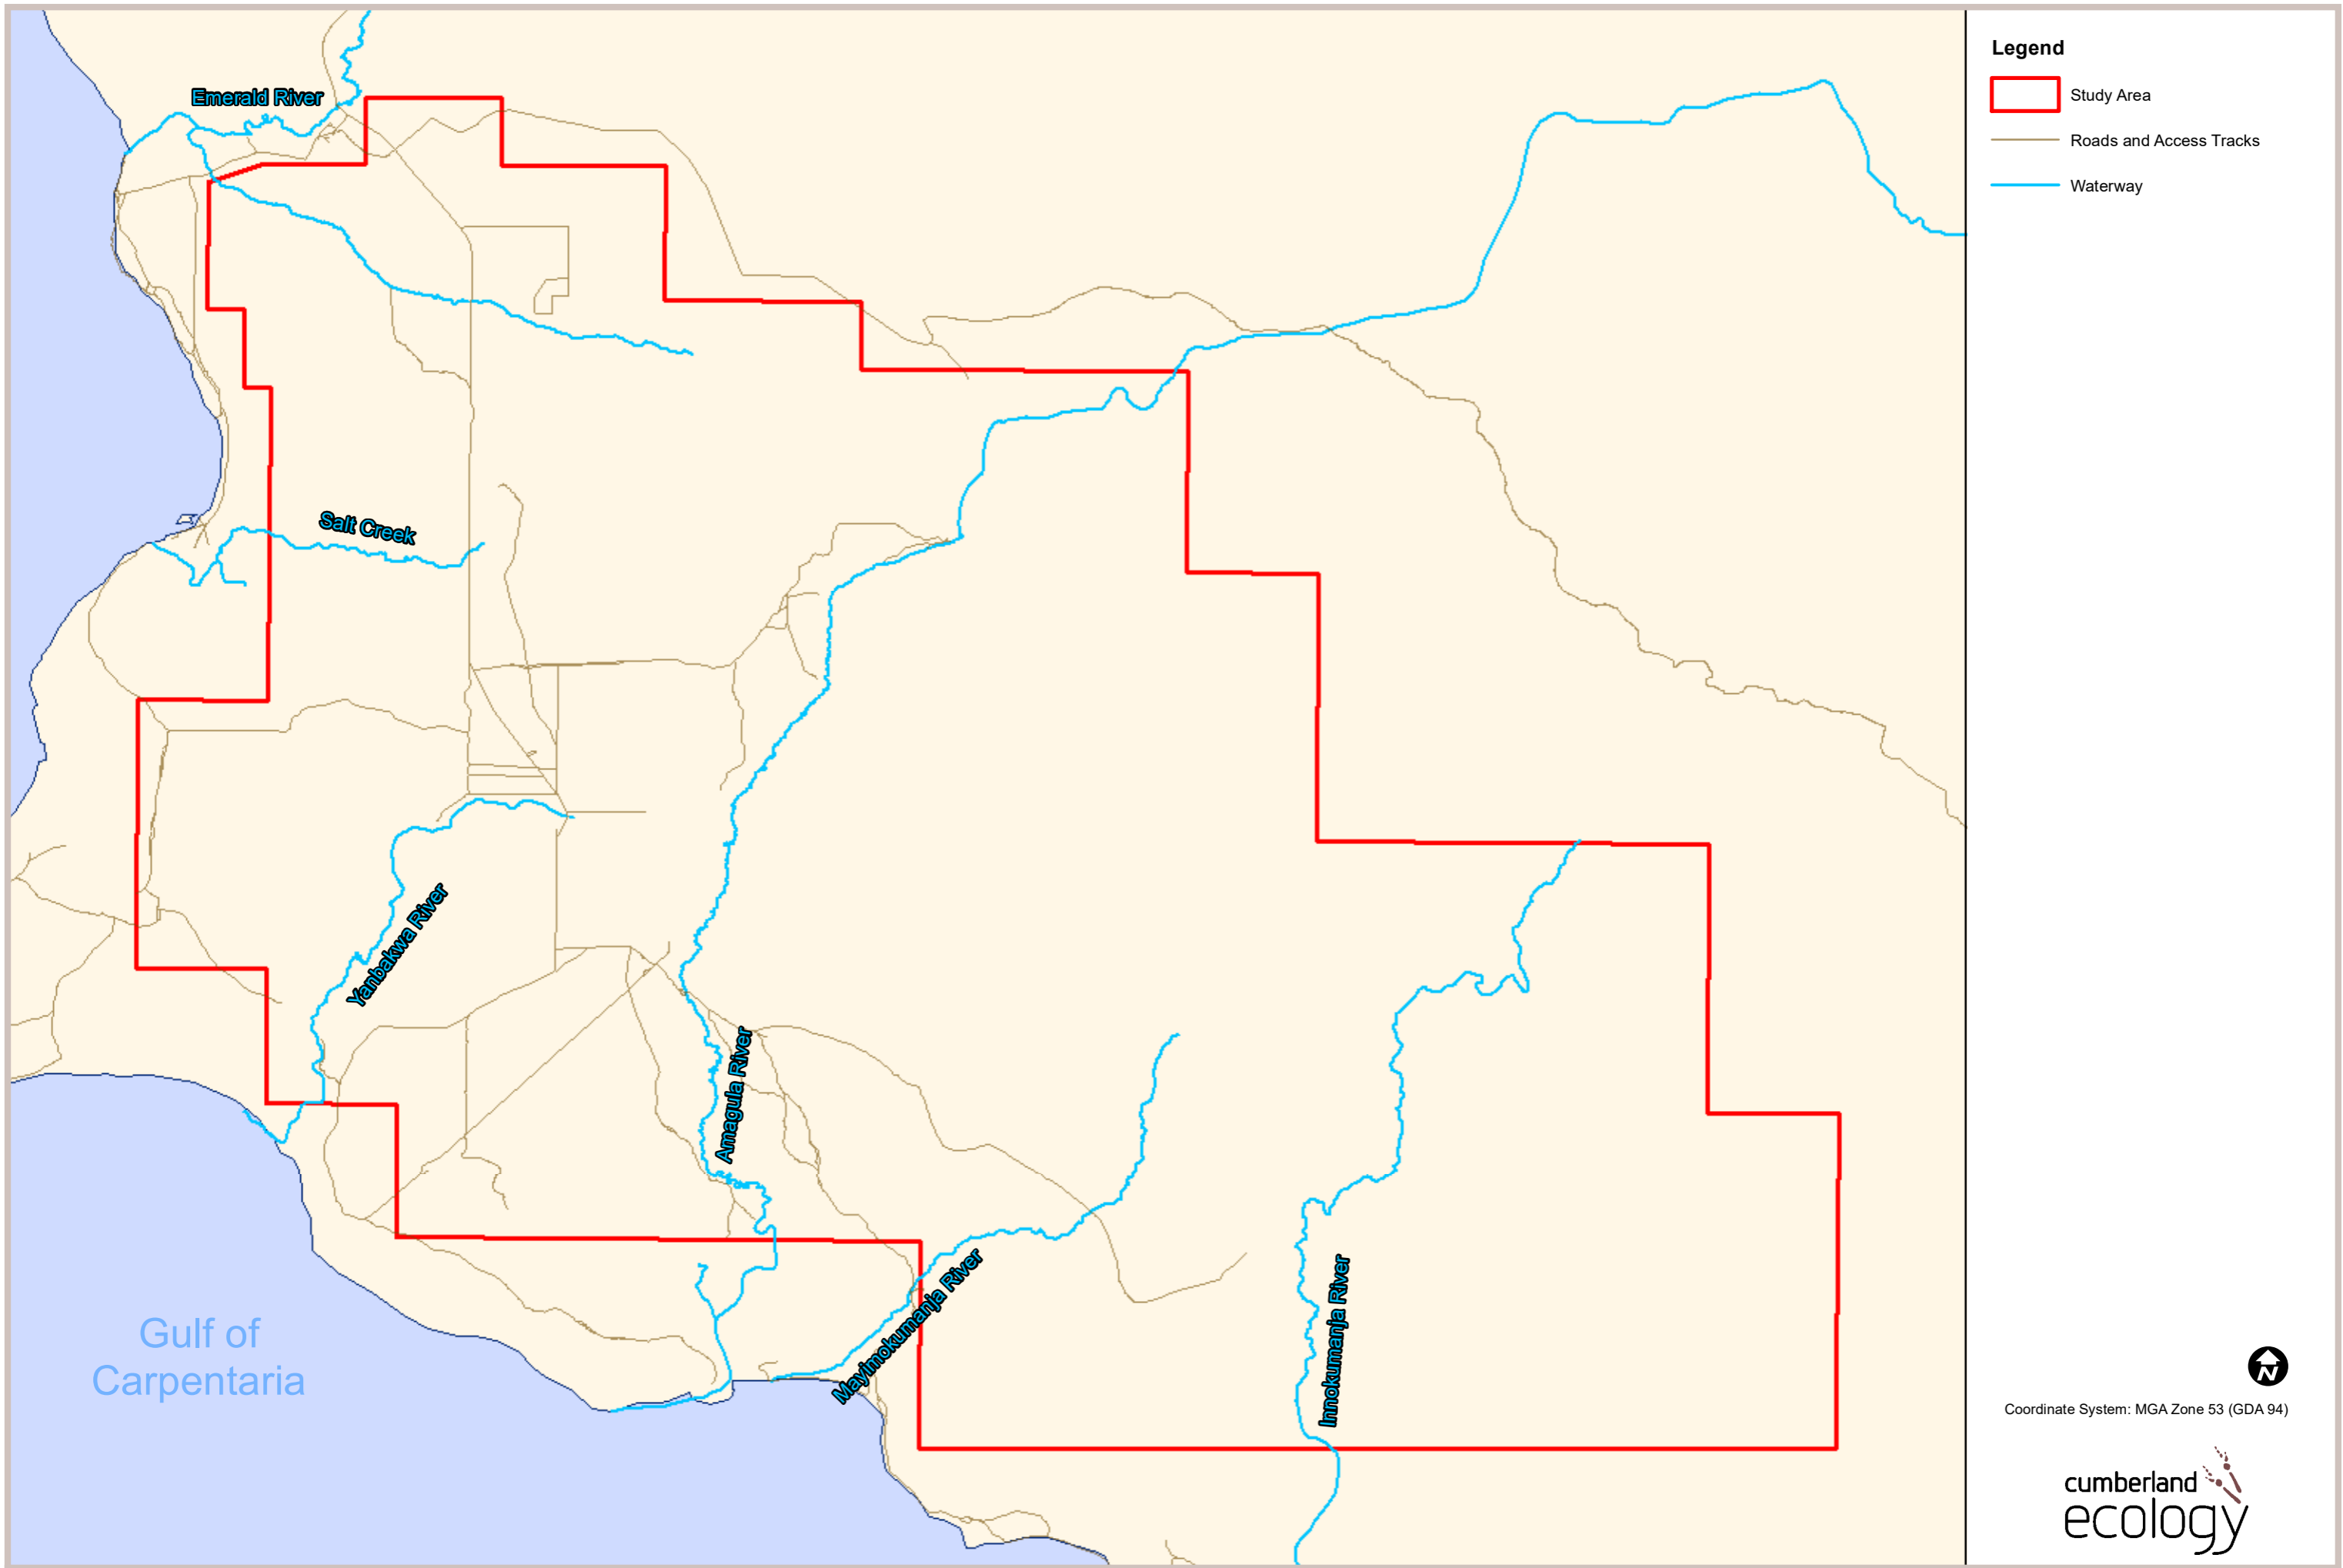 Emerald River
Salt Creek
Yanbakwa River
Amagula River
Mayimokumanja River
Innokumanja River
Gulf of
Carpentaria
Legend
Study Area
Roads and Access Tracks
Waterway
N
Coordinate System: MGA Zone 53 (GDA 94)
cumberland
ecology